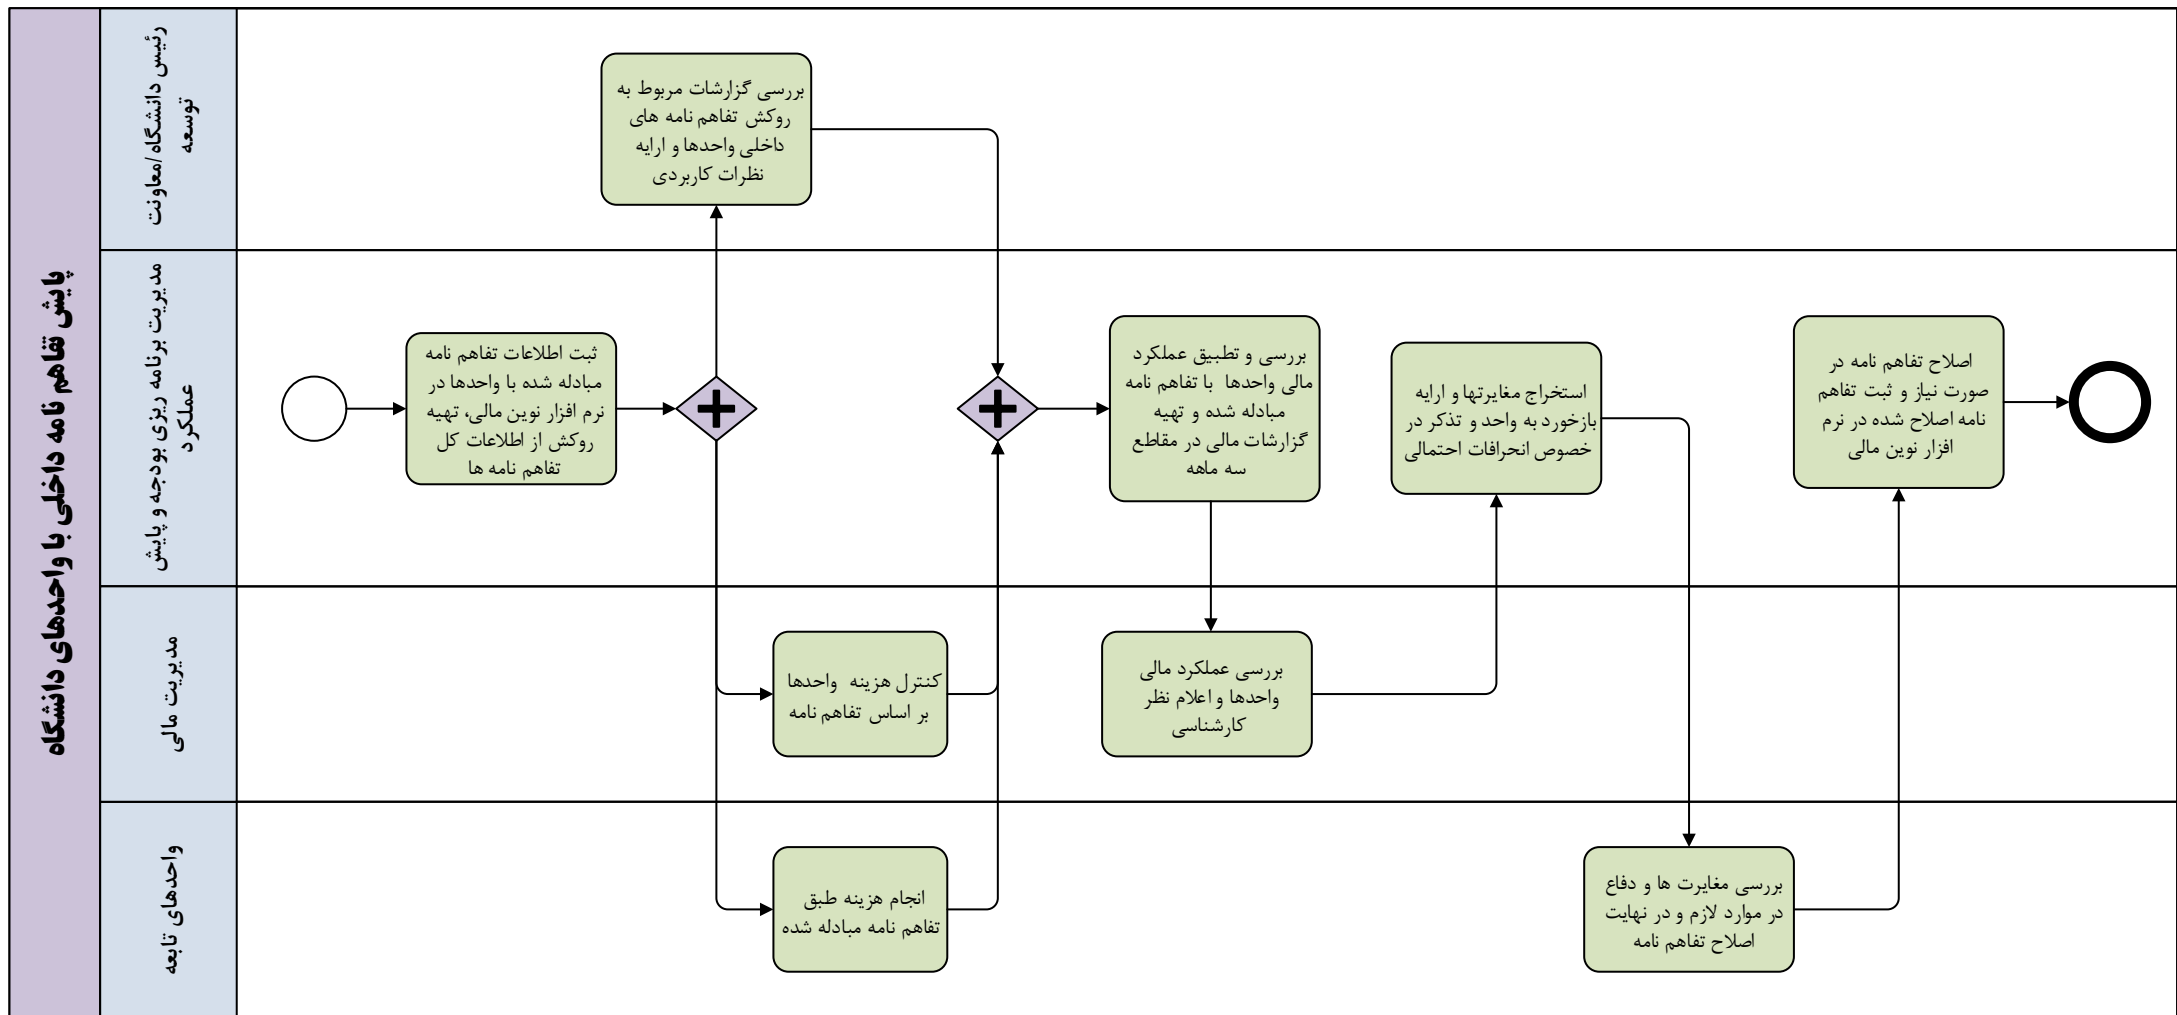 پایش تفاهم نامه داخلی با واحدهای دانشگاه
رئیس دانشگاه/معاونت
توسعه
بررسی گزارشات مربوط به
روکش تفاهم نامه های
داخلی واحدها و ارایه
نظرات کاربردی
مدیریت برنامه ریزی بودجه و پایش
عملکرد
ثبت اطلاعات تفاهم نامه
مبادله شده با واحدها در
نرم افزار نوین مالی، تهیه
روکش از اطلاعات کل
تفاهم نامه ها
بررسی و تطبیق عملکرد
مالی واحدها با تفاهم نامه
مبادله شده و تهیه
گزارشات مالی در مقاطع
سه ماهه
استخراج مغایرتها و ارایه
بازخورد به واحد و تذکر در
خصوص انحرافات احتمالی
اصلاح تفاهم نامه در
صورت نیاز و ثبت تفاهم
نامه اصلاح شده در نرم
افزار نوین مالی
مدیریت مالی
کنترل هزینه واحدها
بر اساس تفاهم نامه
بررسی عملکرد مالی
واحدها و اعلام نظر
کارشناسی
واحدهای تابعه
انجام هزینه طبق
تفاهم نامه مبادله شده
بررسی مغایرت ها و دفاع
در موارد لازم و در نهایت
اصلاح تفاهم نامه